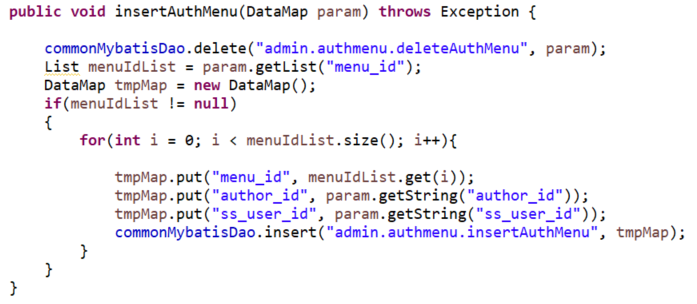 public void insertAuthMenu(DataMap param) throws Exception {
commonMybatisDao.delete("admin.authmenu.deleteAuthMenu", param);
List menuIdList = param.getList("menu_id");
DataMap tmpMap = new DataMap();
if(menuIdList != null)
{
for(int i = 0; i < menuIdList.size(); i++){
tmpMap.put("menu_id", menuIdList.get(i));
tmpMap.put("author_id", param.getString("author_id"));
tmpMap.put("ss_user_id", param.getString("ss_user_id"));
commonMybatisDao.insert("admin.authmenu.insertAuthMenu", tmpMap);
}
}
}